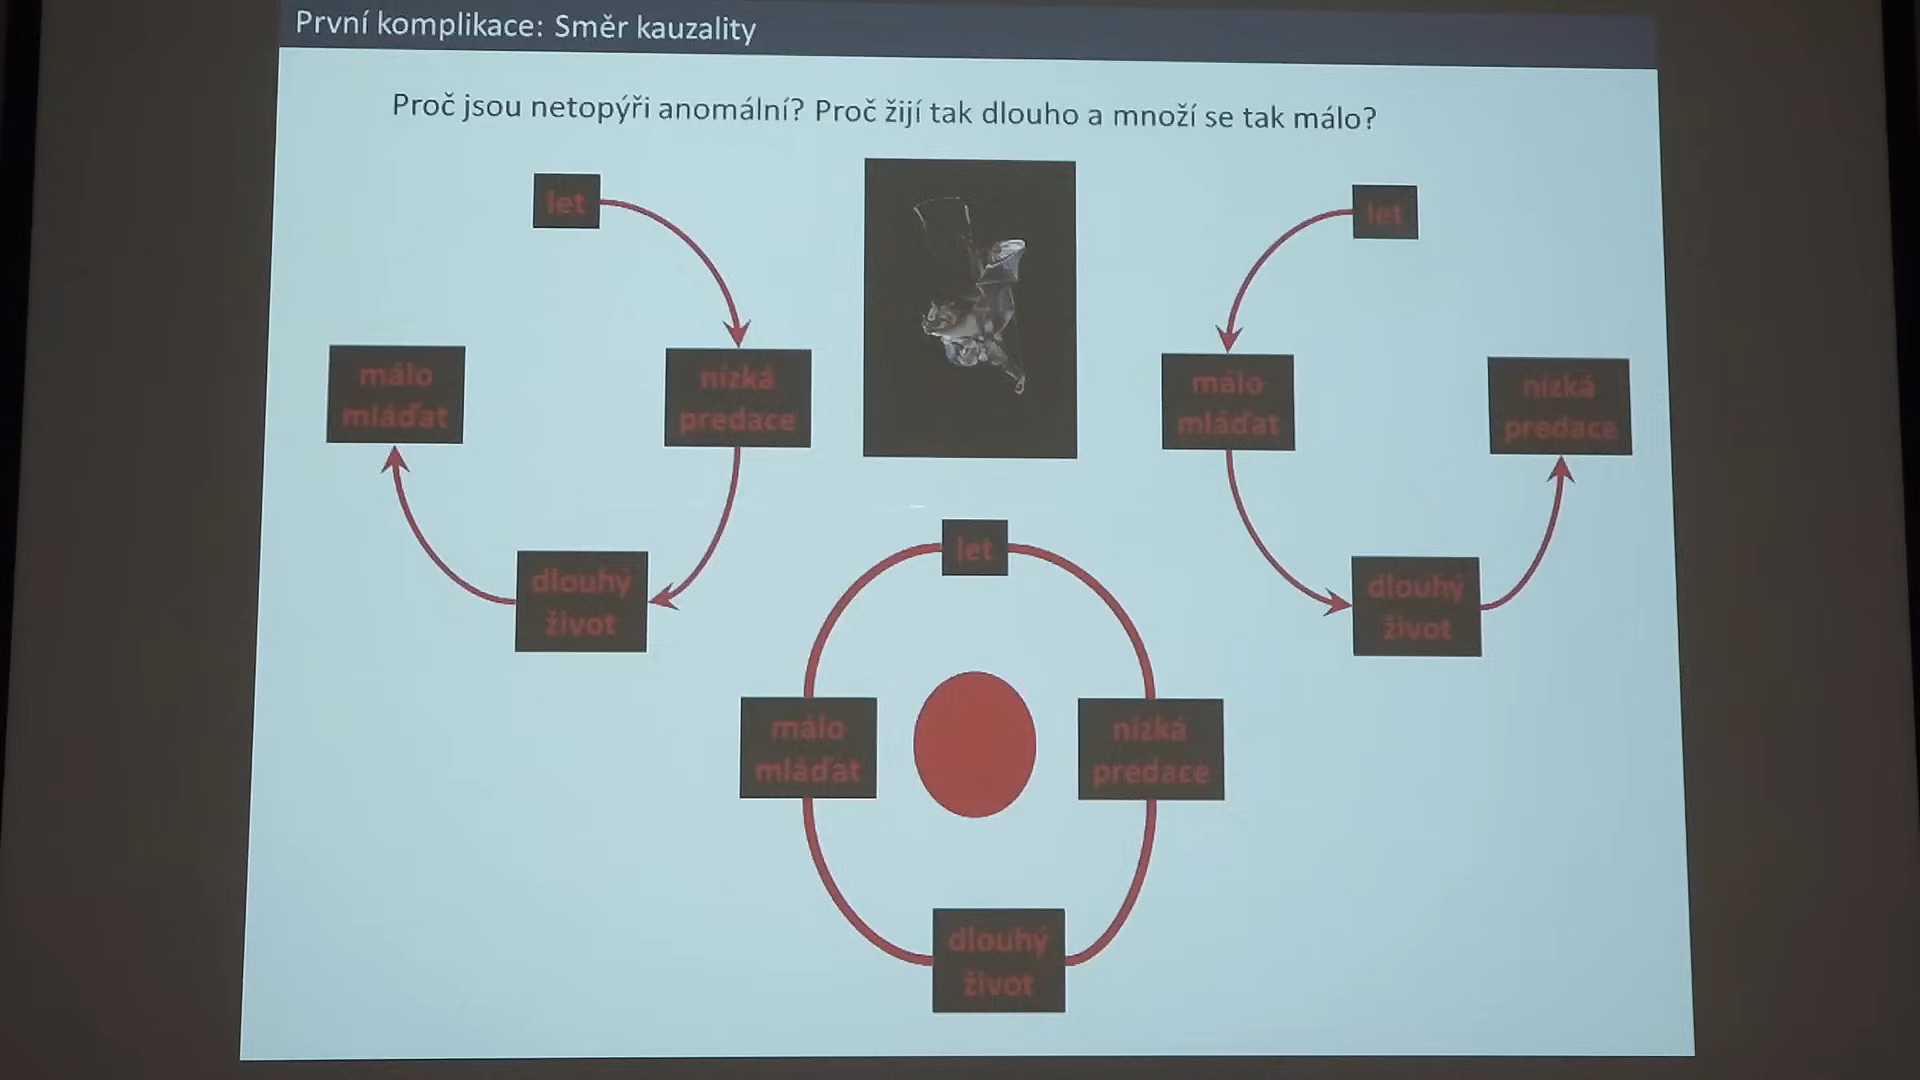 První komplikace: Směr kauzality
Proč jsou netopýři anomální? Proč žijí tak dlouho a množí se tak málo?
let
málo
mláďat
nízká
predace
dlouhý
život
let
málo
mláďat
nízká
predace
dlouhý
život
let
málo
mláďat
nízká
predace
dlouhý
život